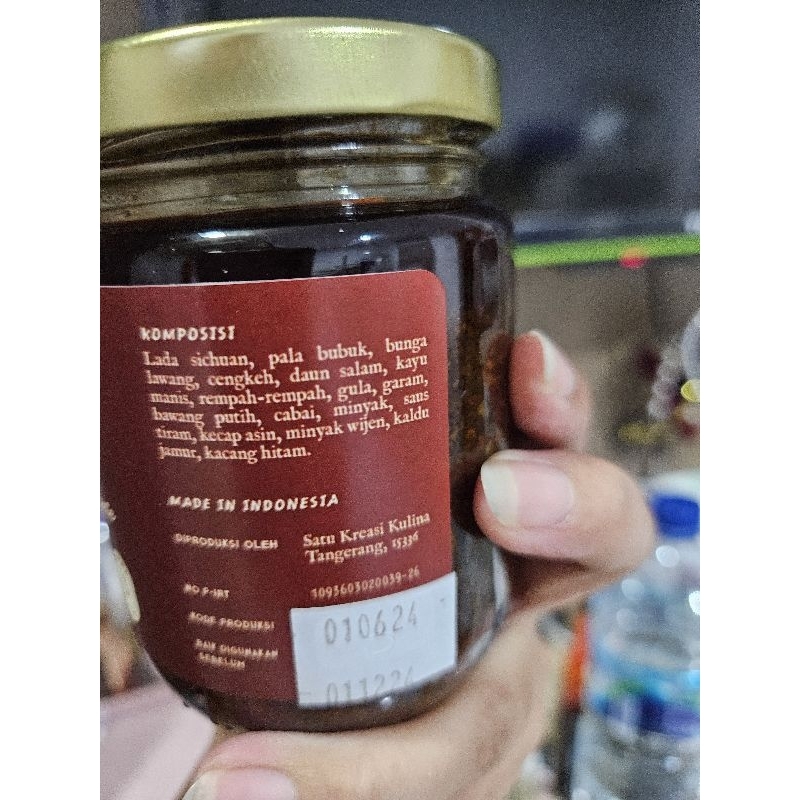 KOMPOSISI
Lada sichuan, pala bubuk, bunga
lawang, cengkeh, daun salam, kayu
manis, rempah-rempah, gula, garam,
bawang putih, cabai, minyak, saus
tiram, kecap asin, minyak wijen, kaldu
jamur, kacang hitam.
MADE IN INDONESIA
DIPRODUKSI OLEH
Satu Kreasi Kulina
Tangerang, 15336
NO P-IRT
1093603020039-26
KODE PRODUKSI
010624
BAIK DIGUNAKAN
SEBELUM
011224